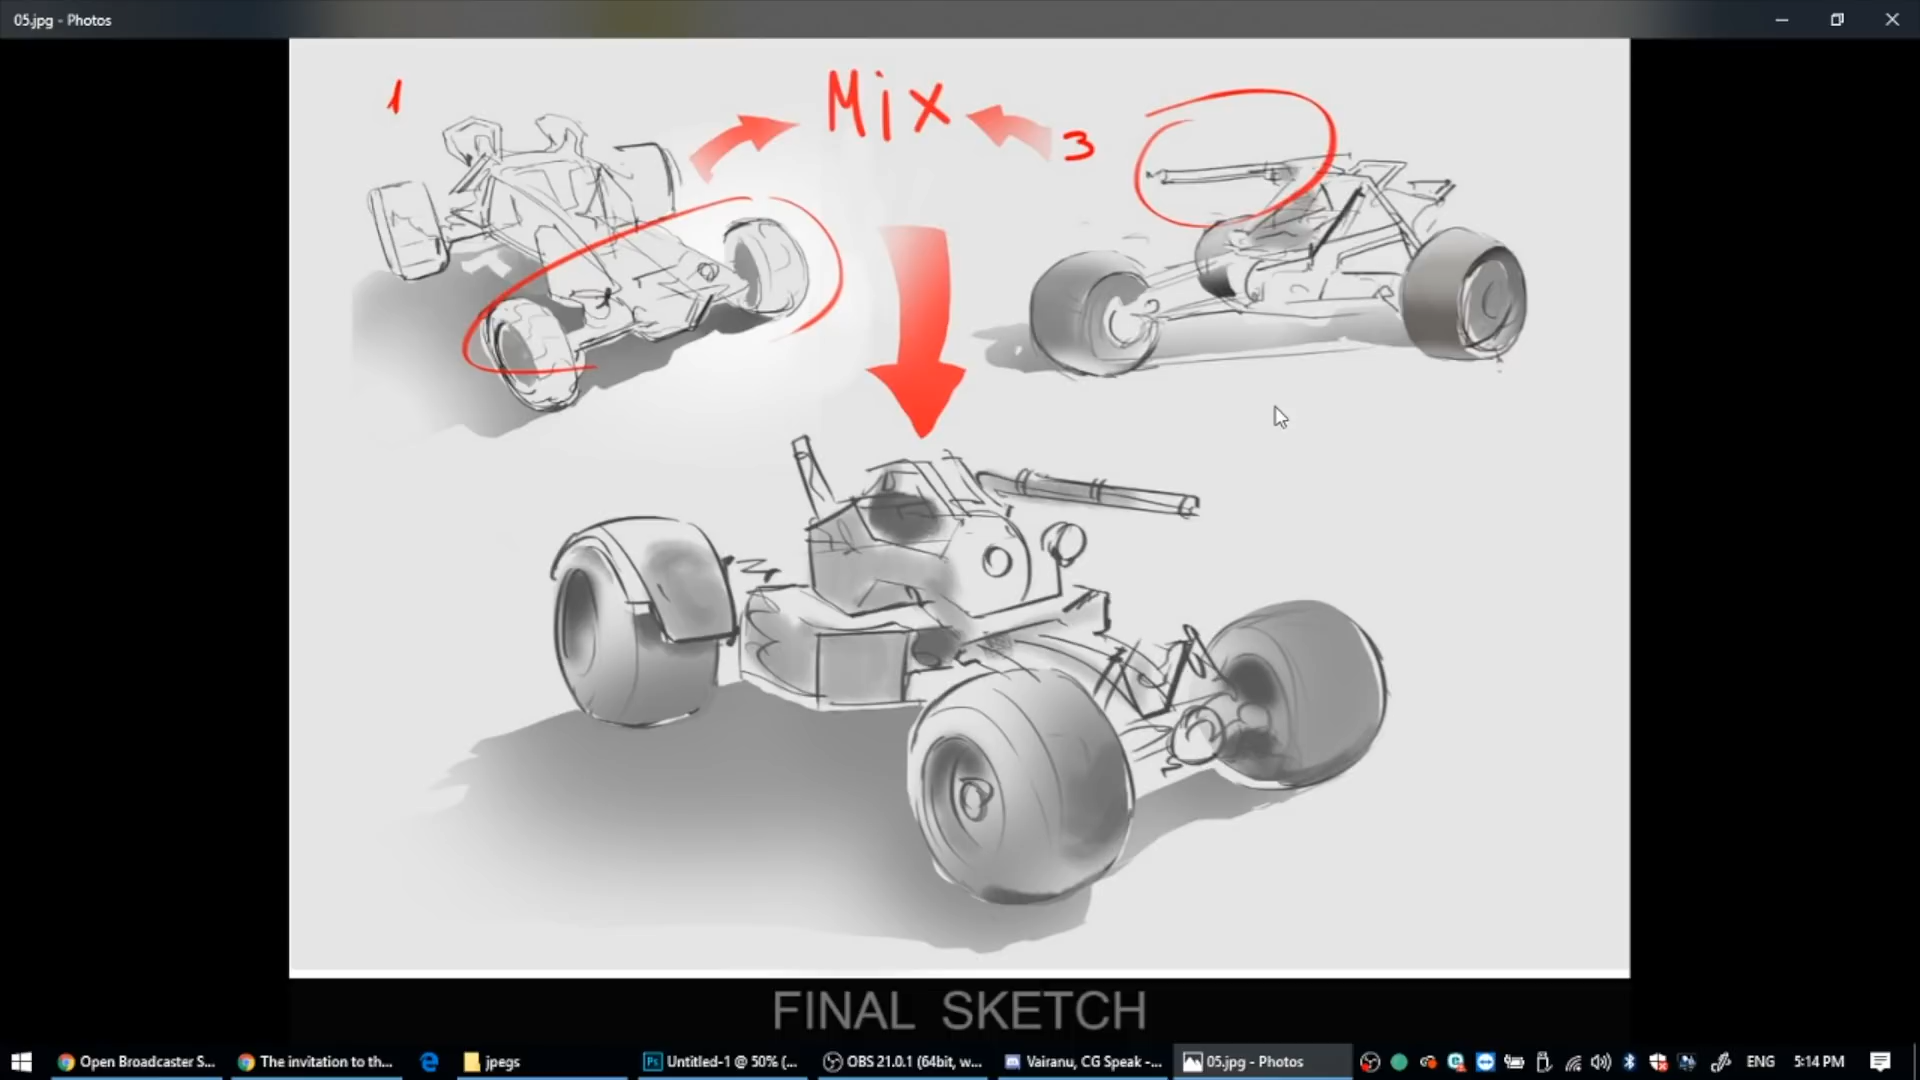 05.jpg - Photos
1
Mix
3
FINAL SKETCH
Open Broadcaster S...
The invitation to th...
jpegs
Ps
Untitled-1 @ 50% (...
OBS 21.0.1 (64bit, w...
Vairanu, CG Speak -...
05.jpg - Photos
ENG
5:14 PM